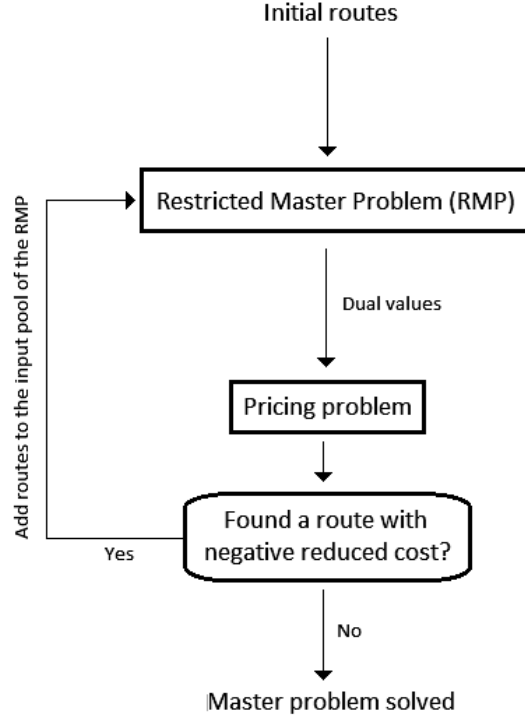 Initial routes
Restricted Master Problem (RMP)
Dual values
Pricing problem
Found a route with
negative reduced cost?
Yes
Add routes to the input pool of the RMP
No
Master problem solved